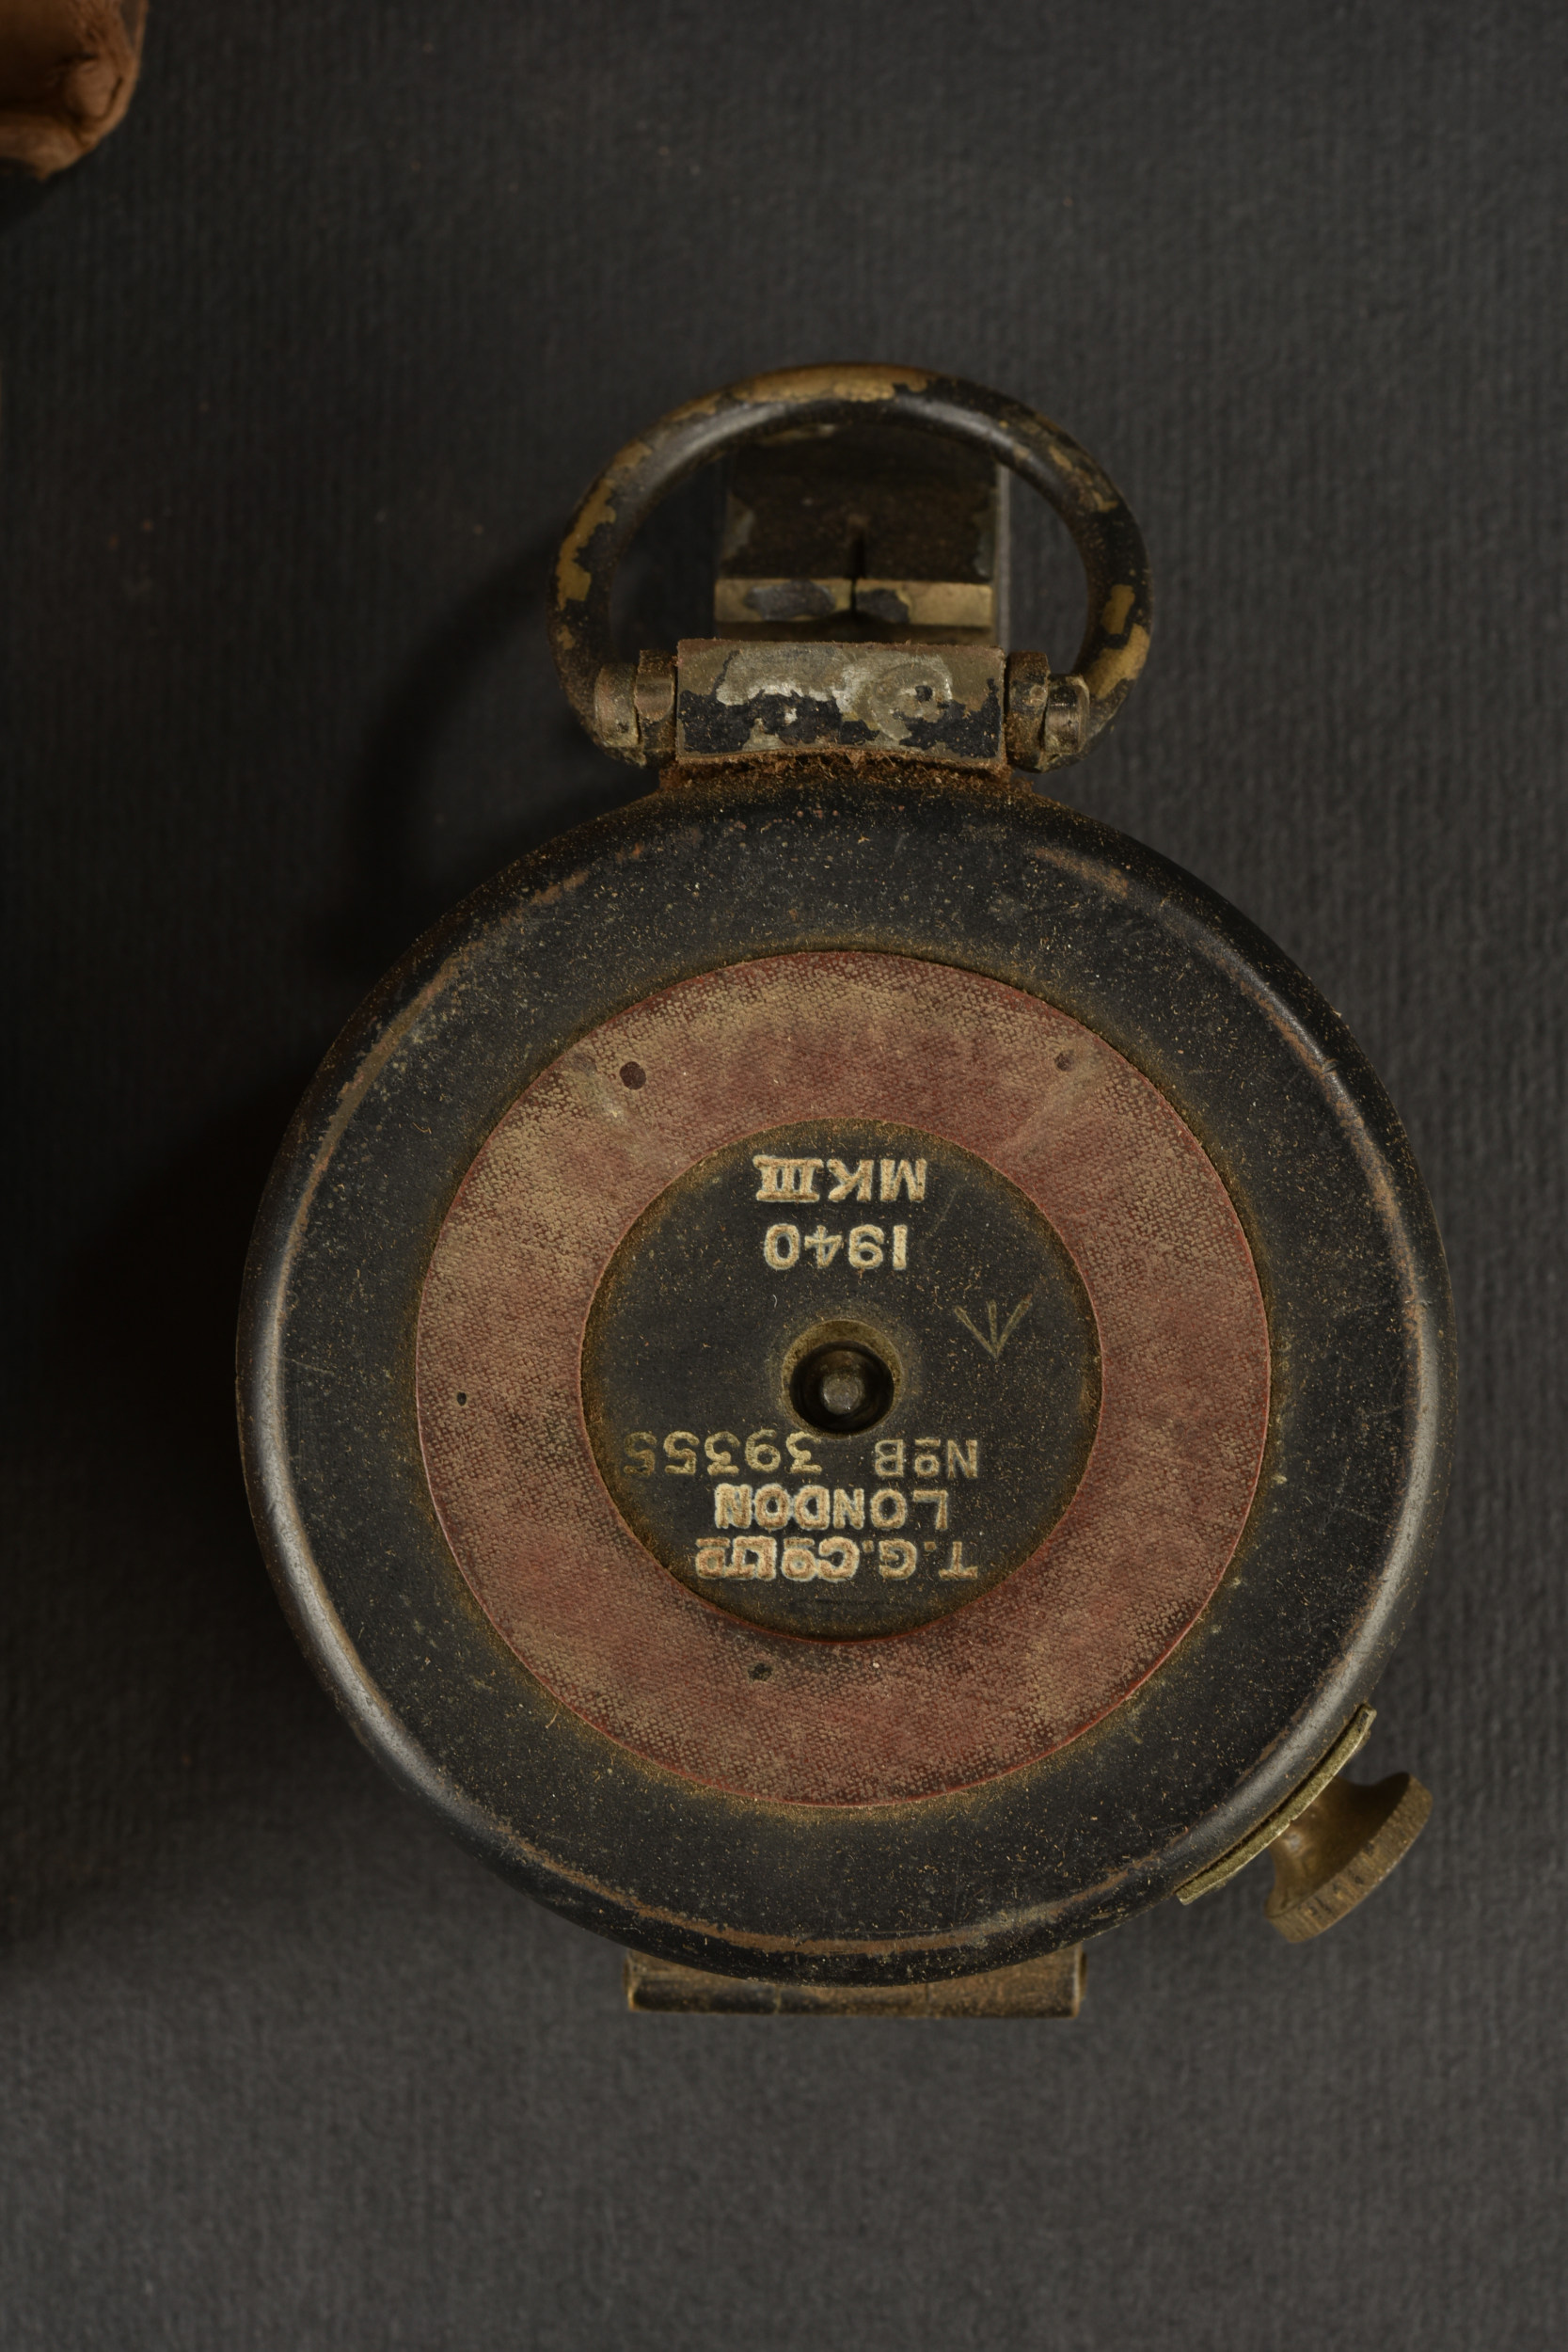 T.G.Co LTD
LONDON
No B 39355
1940
MK III